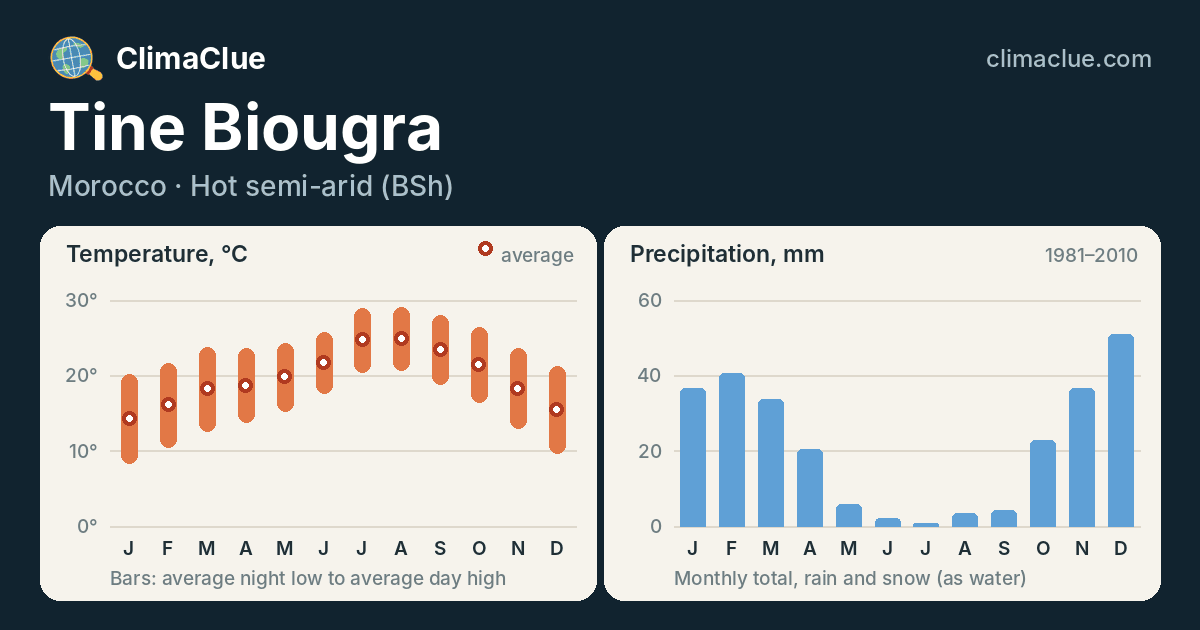 ClimaClue
climaclue.com
Tine Biougra
Morocco · Hot semi-arid (BSh)
Temperature, °C
average
30°
20°
10°
0°
J F M A M J J A S O N D
Bars: average night low to average day high
Precipitation, mm
1981–2010
60
40
20
0
J F M A M J J A S O N D
Monthly total, rain and snow (as water)